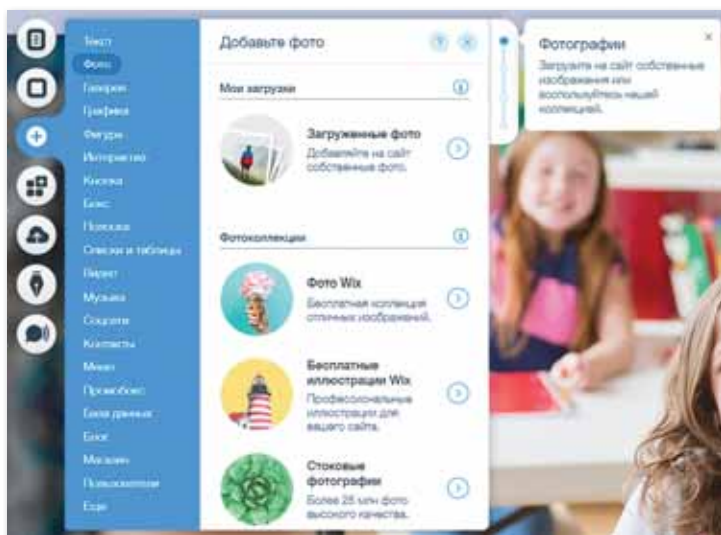 Текст
Фото
Галерея
Графика
Фигура
Интерактив
Кнопка
Бокс
Полоска
Списки и таблицы
Видео
Музыка
Соцсети
Контакты
Меню
Промобокс
База данных
Блог
Магазин
Пользователи
Еще
Добавьте фото
?
×
Мои загрузки
Загруженные фото
Добавляйте на сайт
собственные фото.
Фотоколлекции
Фото Wix
Бесплатная коллекция
отличных изображений.
Бесплатные
иллюстрации Wix
Профессиональные
иллюстрации для
вашего сайта.
Стоковые
фотографии
Более 25 млн фото
высокого качества.
Фотографии
Загрузите на сайт собственные
изображения или
воспользуйтесь нашей
коллекцией.